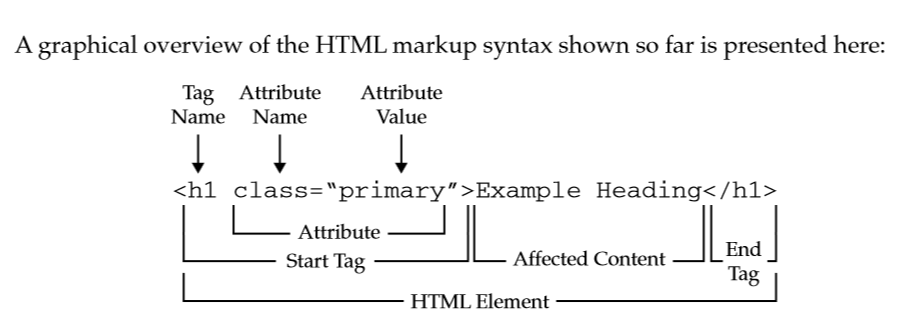 A graphical overview of the HTML markup syntax shown so far is presented here:
Tag Attribute Attribute
Name Name Value
<h1 class=“primary”>Example Heading</h1>
Attribute
End
Start Tag Affected Content
Tag
HTML Element